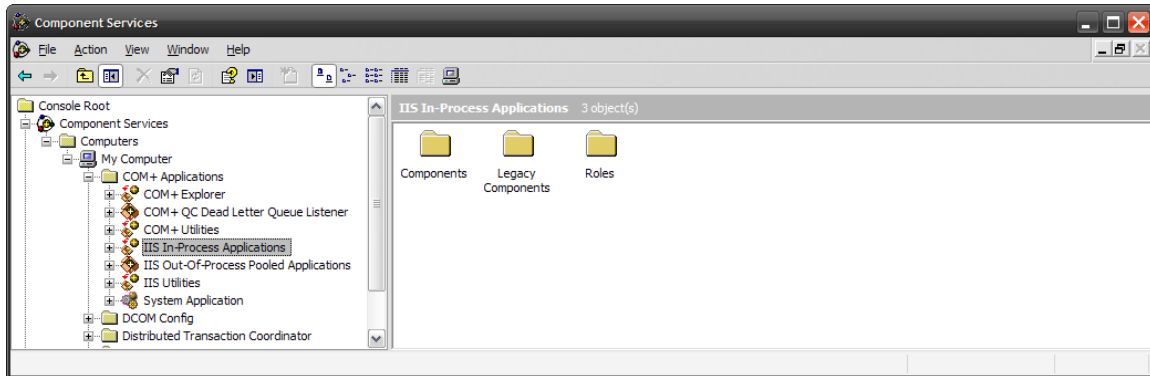 Component Services
File Action View Window Help
Console Root
Component Services
Computers
My Computer
COM+ Applications
COM+ Explorer
COM+ QC Dead Letter Queue Listener
COM+ Utilities
IIS In-Process Applications
IIS Out-Of-Process Pooled Applications
IIS Utilities
System Application
DCOM Config
Distributed Transaction Coordinator
IIS In-Process Applications 3 object(s)
Components
Legacy
Components
Roles